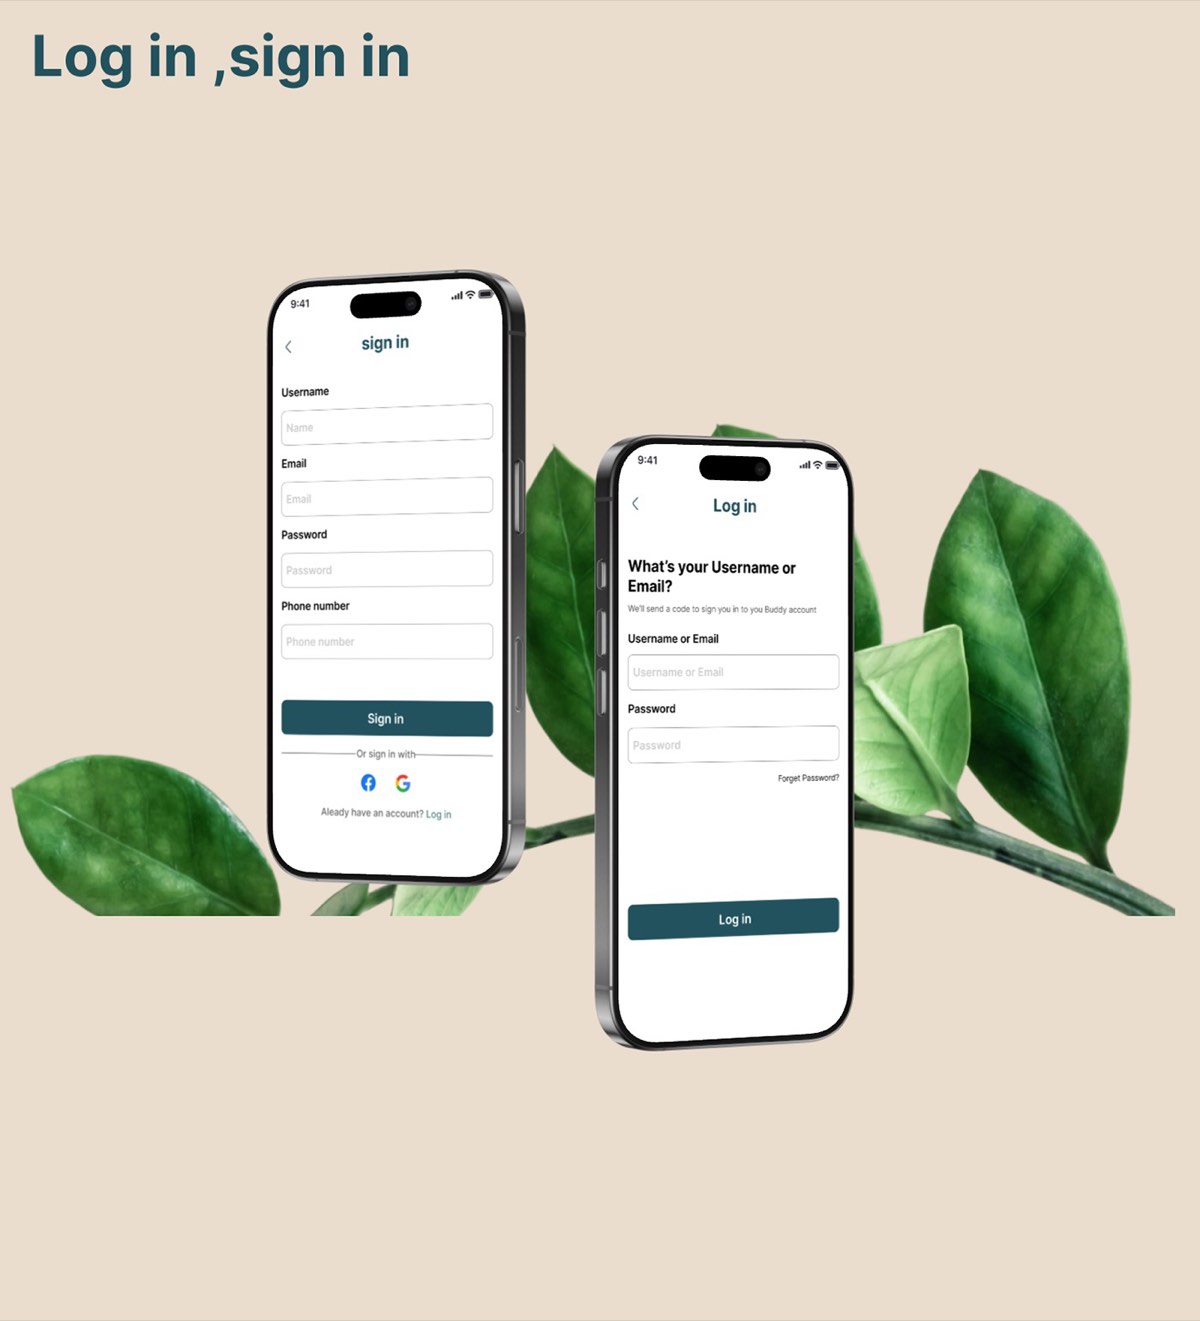 Log in ,sign in
9:41
sign in
Username
Name
Email
Email
Password
Password
Phone number
Phone number
Sign in
Or sign in with
Aleady have an account? Log in
9:41
Log in
What's your Username or
Email?
We'll send a code to sign you in to you Buddy account
Username or Email
Username or Email
Password
Password
Forget Password?
Log in